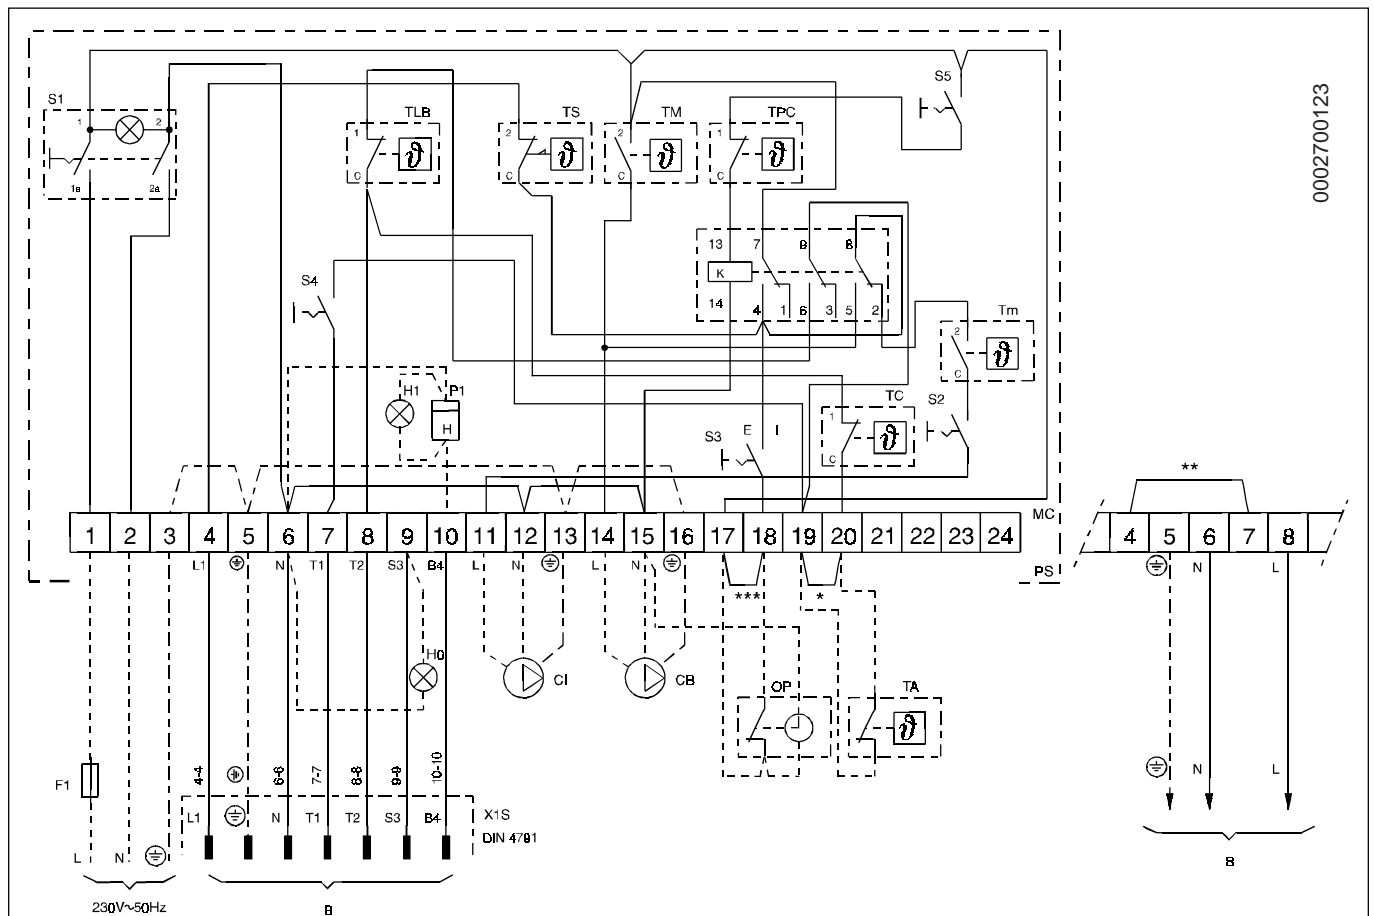 0002700123
S1
1
2
1a
2a
TLB
1
C
TS
2
C
TM
2
C
TPC
1
C
S5
13
7
9
8
K
14
4
1
6
3
5
2
S4
Tm
2
C
H1
P1
H
TC
1
C
S2
S3
E
I
MC
PS
1 2 3 4 5 6 7 8 9 10 11 12 13 14 15 16 17 18 19 20 21 22 23 24
L1 N T1 T2 S3 B4 L N L N
***
*
**
4 5 6 7 8
N
L
H0
CI
CB
OP
TA
F1
4-4 6-6 7-7 8-8 9-9 10-10
L1 N T1 T2 S3 B4
X1S
DIN 4791
L N
230V~50Hz
B
N
L
B